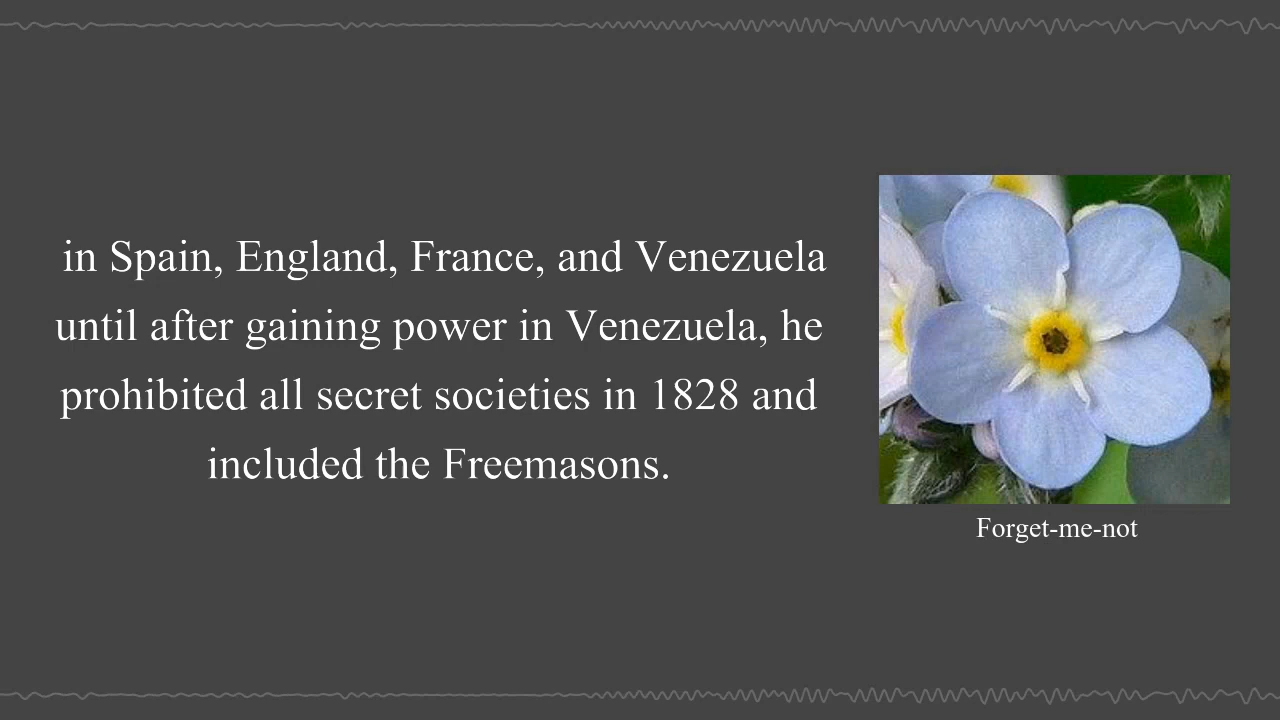 in Spain, England, France, and Venezuela
until after gaining power in Venezuela, he
prohibited all secret societies in 1828 and
included the Freemasons.
Forget-me-not